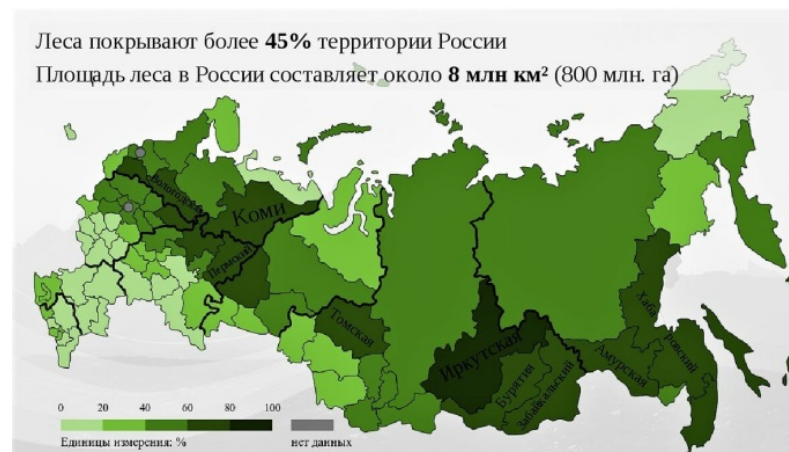 Леса покрывают более 45% территории России
Площадь леса в России составляет около 8 млн км² (800 млн. га)
Вологодская
Коми
Пермский
Томская
Иркутская
Бурятия
Забайкальский
Амурская
Хабаровский
0 20 40 60 80 100
Единицы измерения: % нет данных